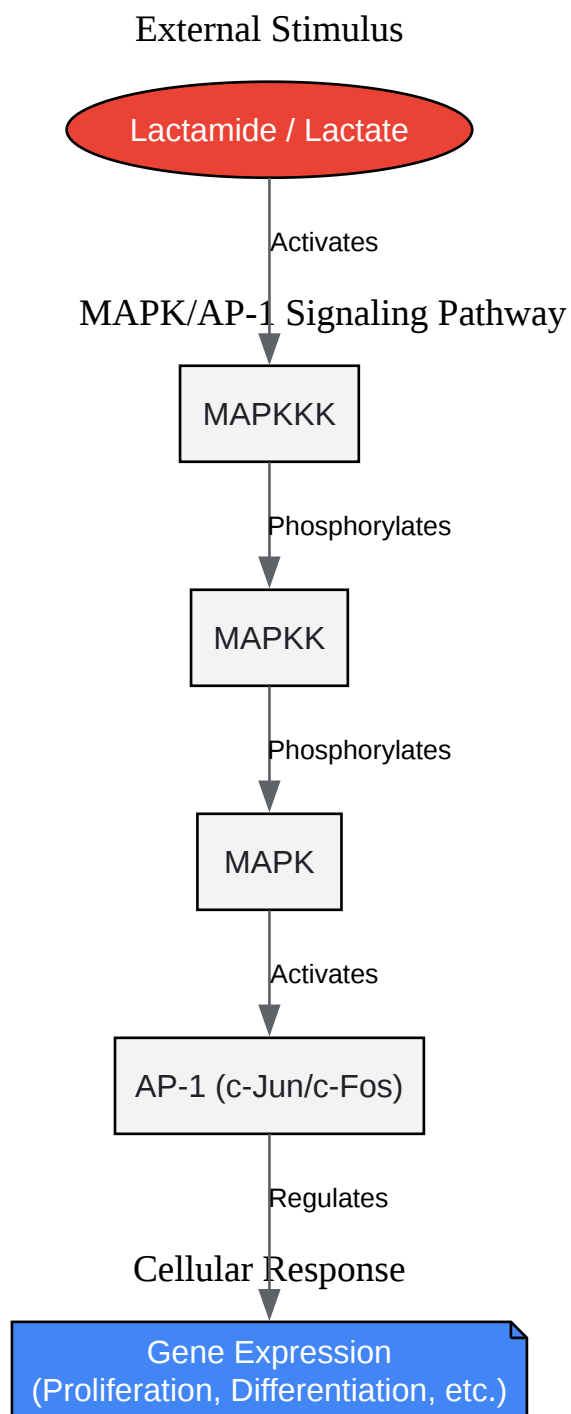 External Stimulus
Lactamide / Lactate
Activates
MAPK/AP-1 Signaling Pathway
MAPKKK
Phosphorylates
MAPKK
Phosphorylates
MAPK
Activates
AP-1 (c-Jun/c-Fos)
Regulates
Cellular Response
Gene Expression
(Proliferation, Differentiation, etc.)